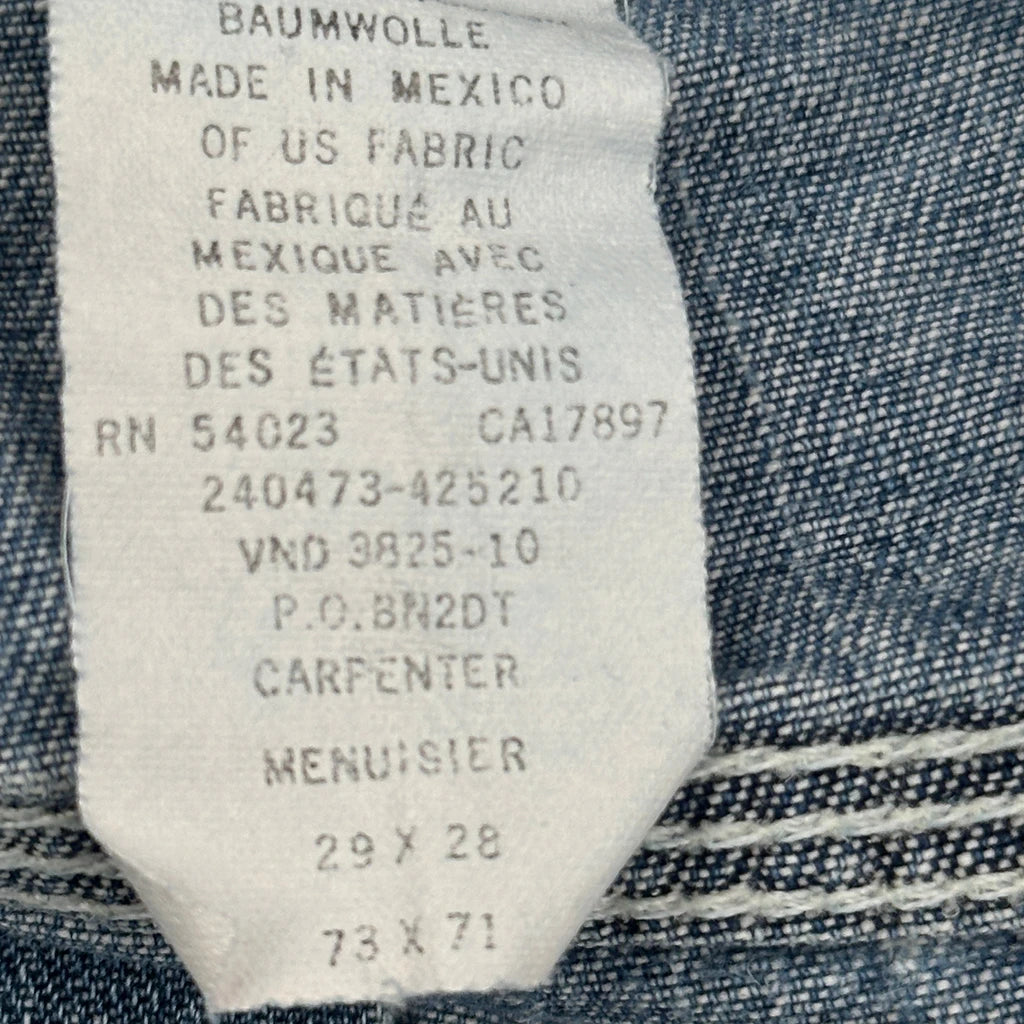 BAUMWOLLE
MADE IN MEXICO
OF US FABRIC
FABRIQUÉ AU
MEXIQUE AVEC
DES MATIÈRES
DES ÉTATS-UNIS
RN 54023 CA17897
240473-425210
VND 3825-10
P.O.BN2DT
CARPENTER
MENUISIER
29 X 28
73 X 71